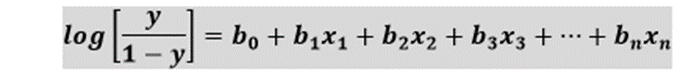 log[y/(1 − y)] = b₀ + b₁x₁ + b₂x₂ + b₃x₃ + ⋯ + bₙxₙ